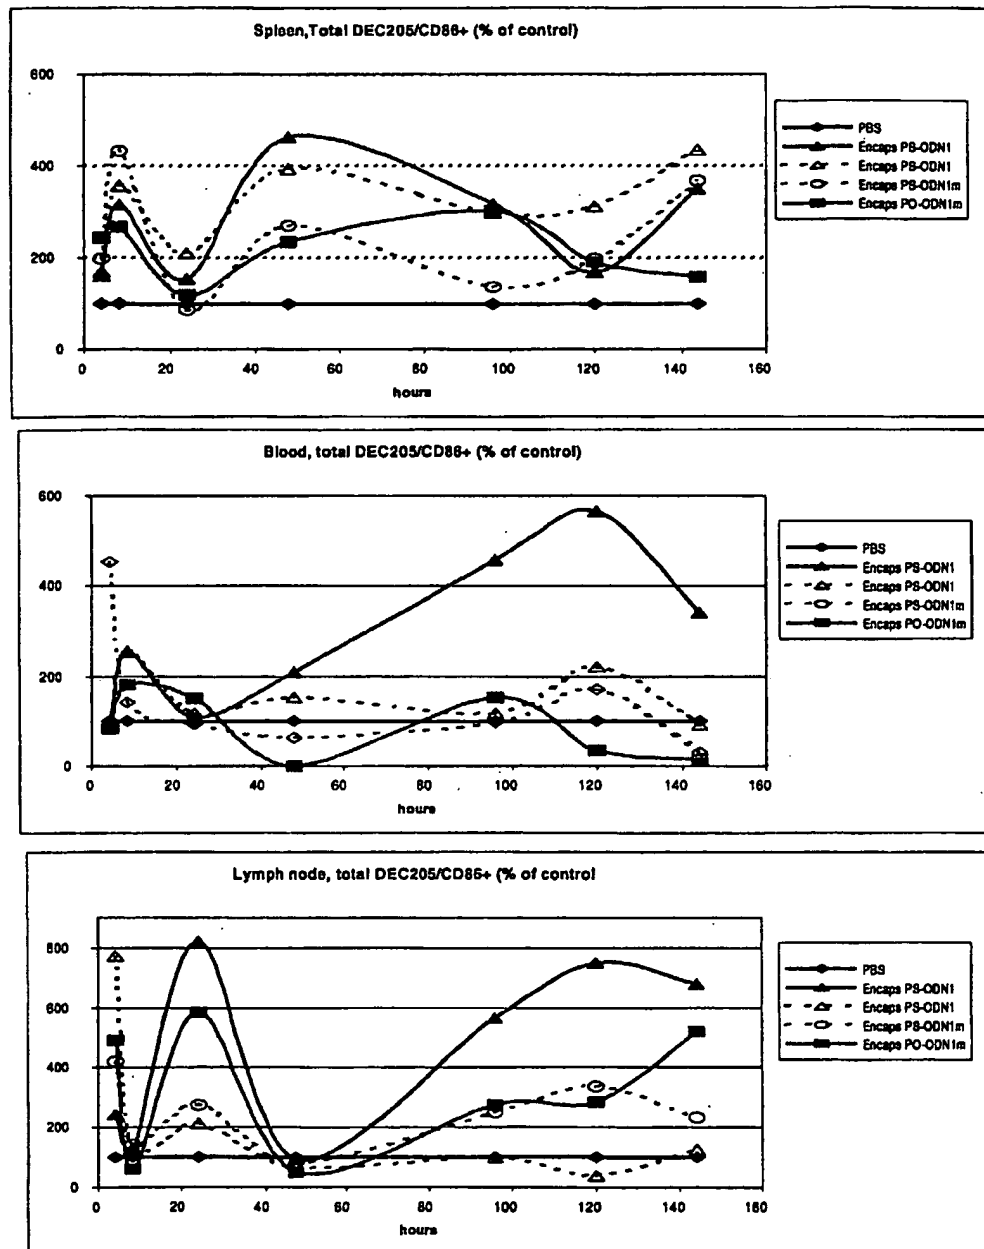 Spleen,Total DEC205/CD86+ (% of control)
600
400
200
0
0 20 40 60 80 100 120 140 160
hours
PBS
Encaps PS-ODN1
Encaps PS-ODN1
Encaps PS-ODN1m
Encaps PO-ODN1m
Blood, total DEC205/CD86+ (% of control)
600
400
200
0
0 20 40 60 80 100 120 140 160
hours
PBS
Encaps PS-ODN1
Encaps PS-ODN1
Encaps PS-ODN1m
Encaps PO-ODN1m
Lymph node, total DEC205/CD86+ (% of control
800
600
400
200
0
0 20 40 60 80 100 120 140 160
hours
PBS
Encaps PS-ODN1
Encaps PS-ODN1
Encaps PS-ODN1m
Encaps PO-ODN1m